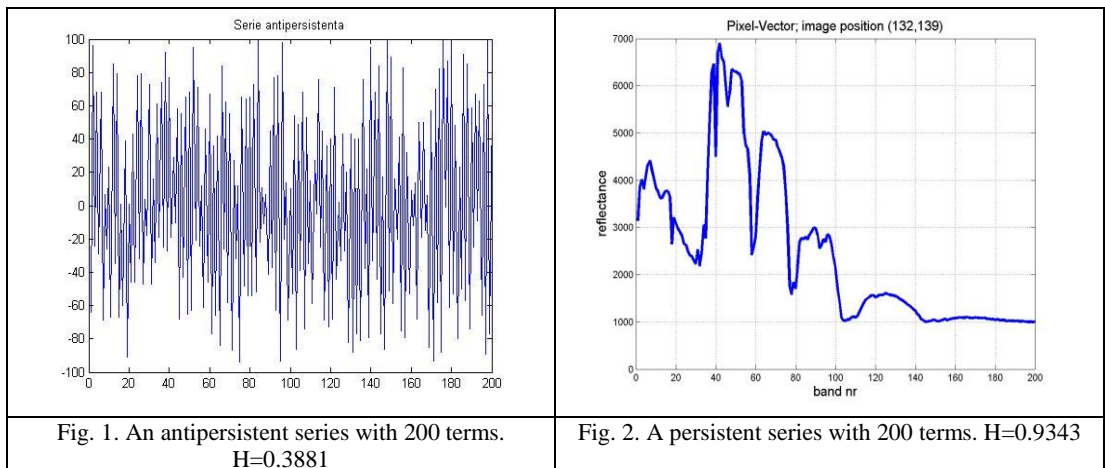 Serie antipersistenta
100
80
60
40
20
0
-20
-40
-60
-80
-100
0 20 40 60 80 100 120 140 160 180 200
Fig. 1. An antipersistent series with 200 terms.
H=0.3881
Pixel-Vector; image position (132,139)
7000
6000
5000
4000
3000
2000
1000
0
reflectance
0 20 40 60 80 100 120 140 160 180 200
band nr
Fig. 2. A persistent series with 200 terms. H=0.9343